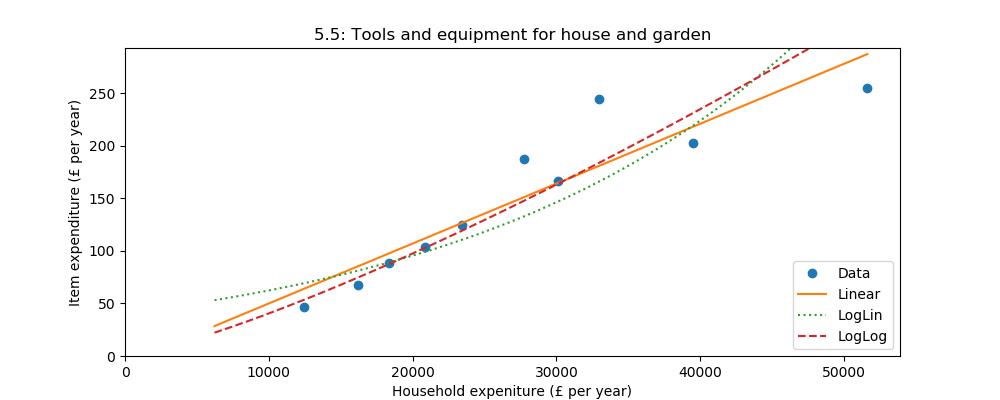 5.5: Tools and equipment for house and garden
Item expenditure (£ per year)
250
200
150
100
50
0
0 10000 20000 30000 40000 50000
Household expeniture (£ per year)
Data
Linear
LogLin
LogLog